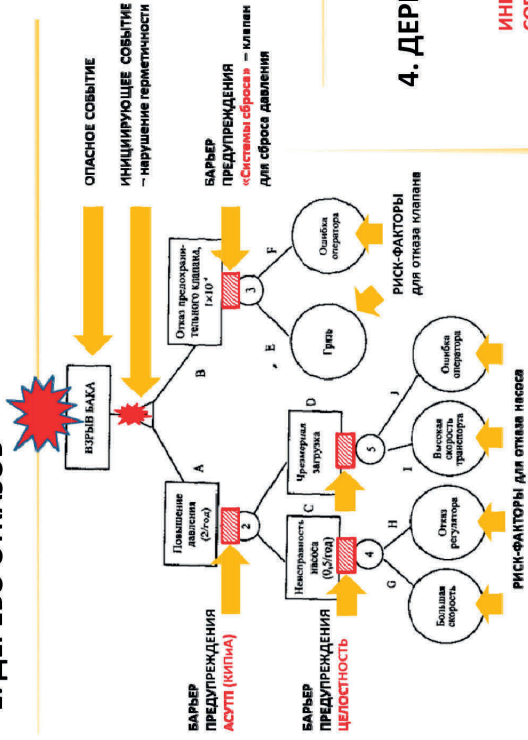 ОПАСНОЕ СОБЫТИЕ
ИНИЦИИРУЮЩЕЕ СОБЫТИЕ
– нарушение герметичности
ВЗРЫВ БАКА
A
B
Повышение
давления
(2/год)
Отказ предохрани-
тельного клапана,
1×10⁻⁴
БАРЬЕР
ПРЕДУПРЕЖДЕНИЯ
«Системы сброса» – клапан
для сброса давления
БАРЬЕР
ПРЕДУПРЕЖДЕНИЯ
АСУТП (КИПиА)
2
3
C
D
E
F
Неисправность
насоса
(0,5/год)
Чрезмерная
загрузка
Грязь
Ошибка
оператора
БАРЬЕР
ПРЕДУПРЕЖДЕНИЯ
ЦЕЛОСТНОСТЬ
4
5
G
H
I
J
РИСК-ФАКТОРЫ
для отказа клапана
Большая
скорость
Отказ
регулятора
Высокая
скорость
транспорта
Ошибка
оператора
РИСК-ФАКТОРЫ для отказа насоса
4. ДЕР
ИНИ